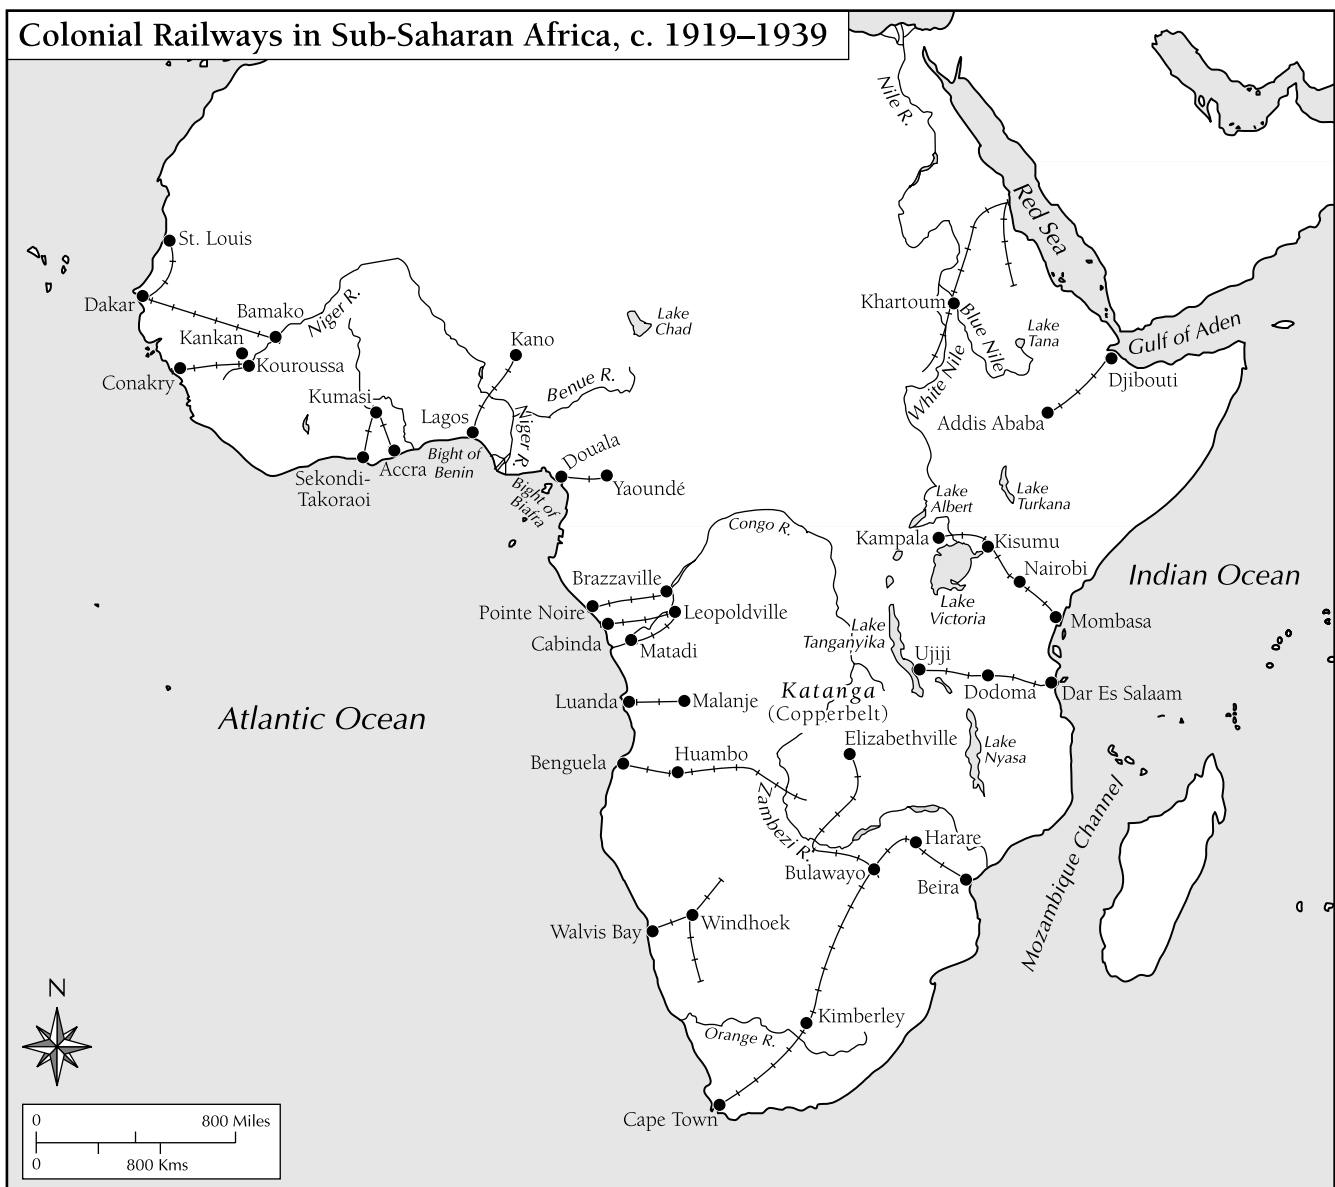 Colonial Railways in Sub-Saharan Africa, c. 1919–1939
Nile R.
Red Sea
St. Louis
Dakar
Bamako
Niger R.
Kankan
Kouroussa
Conakry
Kumasi
Lagos
Kano
Lake
Chad
Benue R.
Niger R.
Sekondi-
Takoraoi
Accra
Bight of
Benin
Bight of
Biafra
Douala
Yaoundé
Khartoum
Blue Nile
White Nile
Lake
Tana
Gulf of Aden
Djibouti
Addis Ababa
Lake
Albert
Lake
Turkana
Congo R.
Kampala
Kisumu
Nairobi
Lake
Victoria
Mombasa
Indian Ocean
Brazzaville
Pointe Noire
Leopoldville
Cabinda
Matadi
Lake
Tanganyika
Ujiji
Dodoma
Dar Es Salaam
Luanda
Malanje
Katanga
(Copperbelt)
Atlantic Ocean
Elizabethville
Lake
Nyasa
Benguela
Huambo
Zambezi R.
Harare
Bulawayo
Beira
Mozambique Channel
Walvis Bay
Windhoek
N
Kimberley
Orange R.
Cape Town
0
800 Miles
0
800 Kms